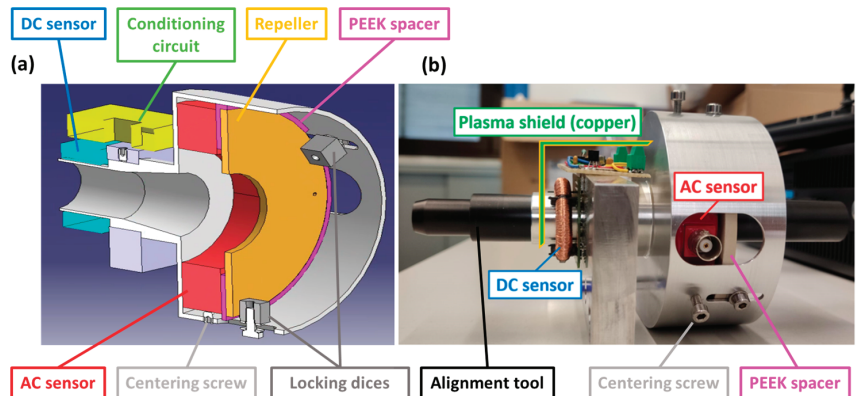 DC sensor
Conditioning
circuit
Repeller
PEEK spacer
(a)
(b)
Plasma shield (copper)
AC sensor
DC sensor
AC sensor
Centering screw
Locking dices
Alignment tool
Centering screw
PEEK spacer